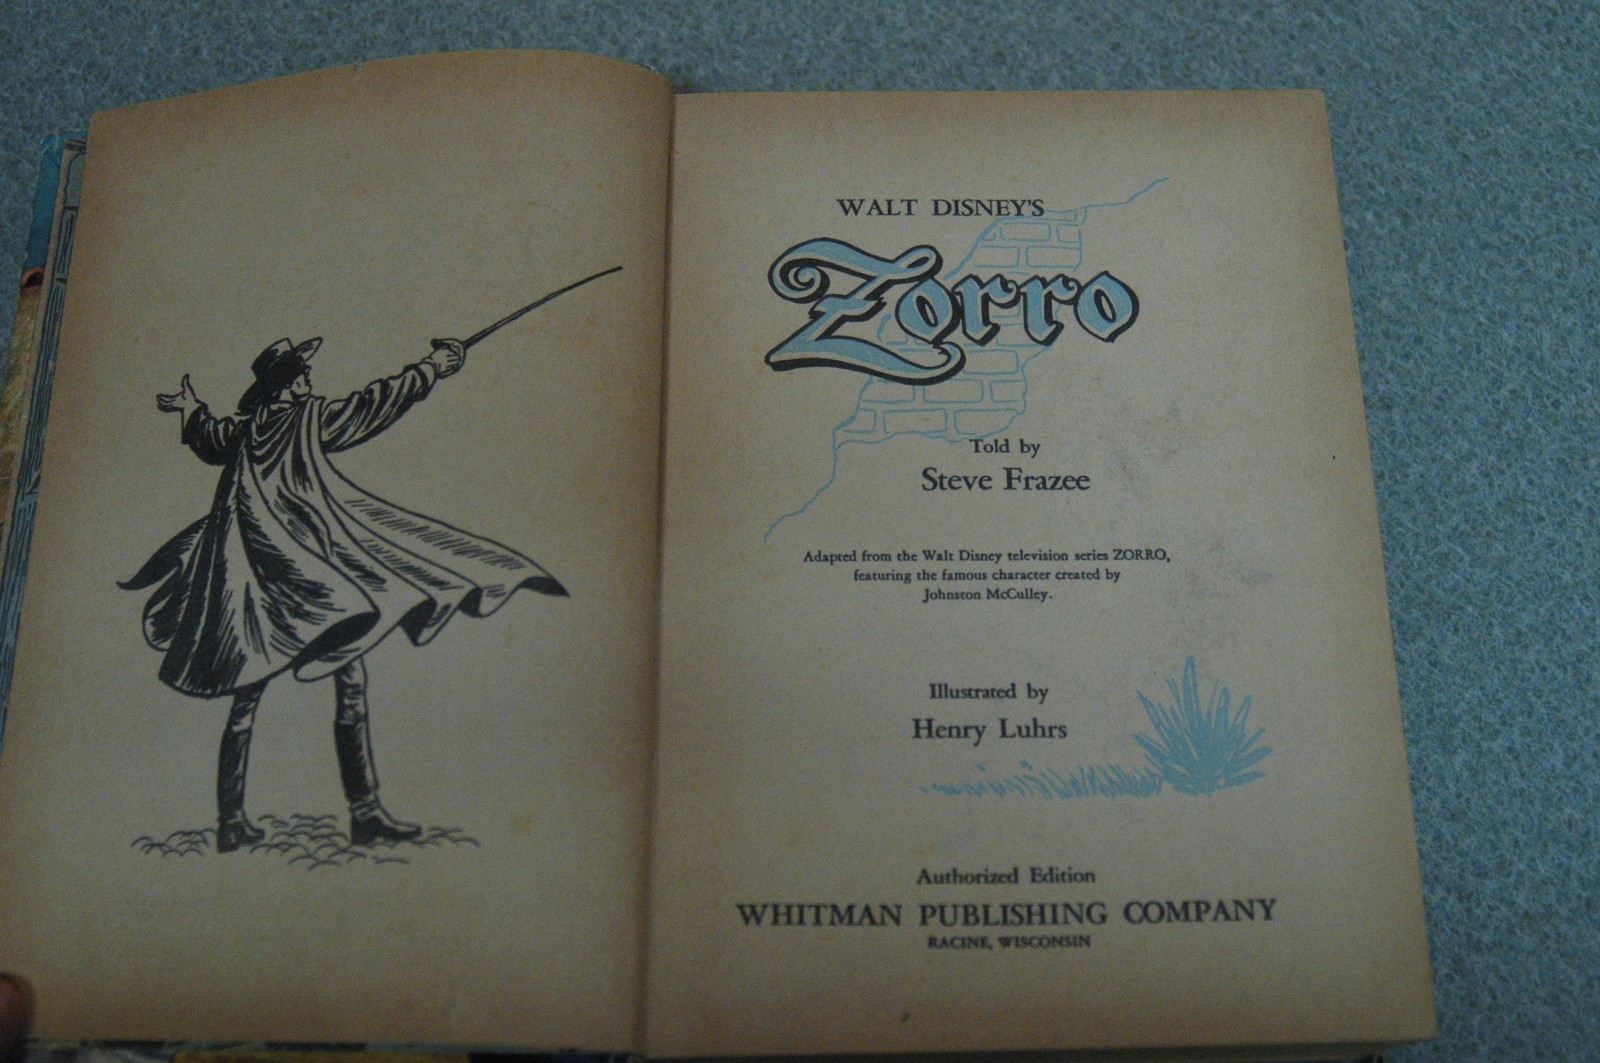 WALT DISNEY'S
Zorro
Told by
Steve Frazee
Adapted from the Walt Disney television series ZORRO,
featuring the famous character created by
Johnston McCulley.
Illustrated by
Henry Luhrs
Authorized Edition
WHITMAN PUBLISHING COMPANY
RACINE, WISCONSIN